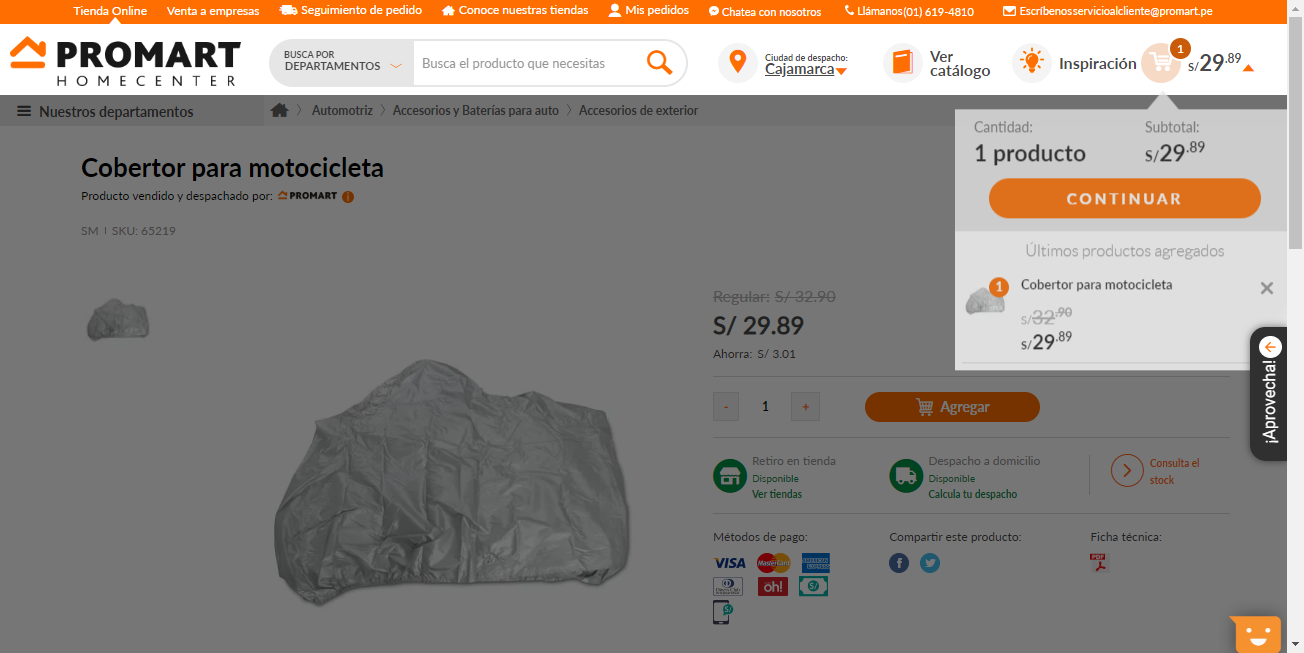 Tienda Online
Venta a empresas
Seguimiento de pedido
Conoce nuestras tiendas
Mis pedidos
Chatea con nosotros
Llámanos(01) 619-4810
Escríbenosservicioalcliente@promart.pe
PROMART
HOMECENTER
BUSCA POR
DEPARTAMENTOS
Busca el producto que necesitas
Ciudad de despacho:
Cajamarca
Ver
catálogo
Inspiración
1
S/29.89
Nuestros departamentos
Automotriz
Accesorios y Baterías para auto
Accesorios de exterior
Cantidad:
1 producto
Subtotal:
S/29.89
CONTINUAR
Últimos productos agregados
1
Cobertor para motocicleta
S/32.90
S/29.89
Cobertor para motocicleta
Producto vendido y despachado por: PROMART i
SM | SKU: 65219
Regular: S/ 32.90
S/ 29.89
Ahorra: S/ 3.01
- 1 +
Agregar
¡Aprovecha!
Retiro en tienda
Disponible
Ver tiendas
Despacho a domicilio
Disponible
Calcula tu despacho
Consulta el
stock
Métodos de pago:
VISA MasterCard
oh! S/
Compartir este producto:
Ficha técnica:
PDF